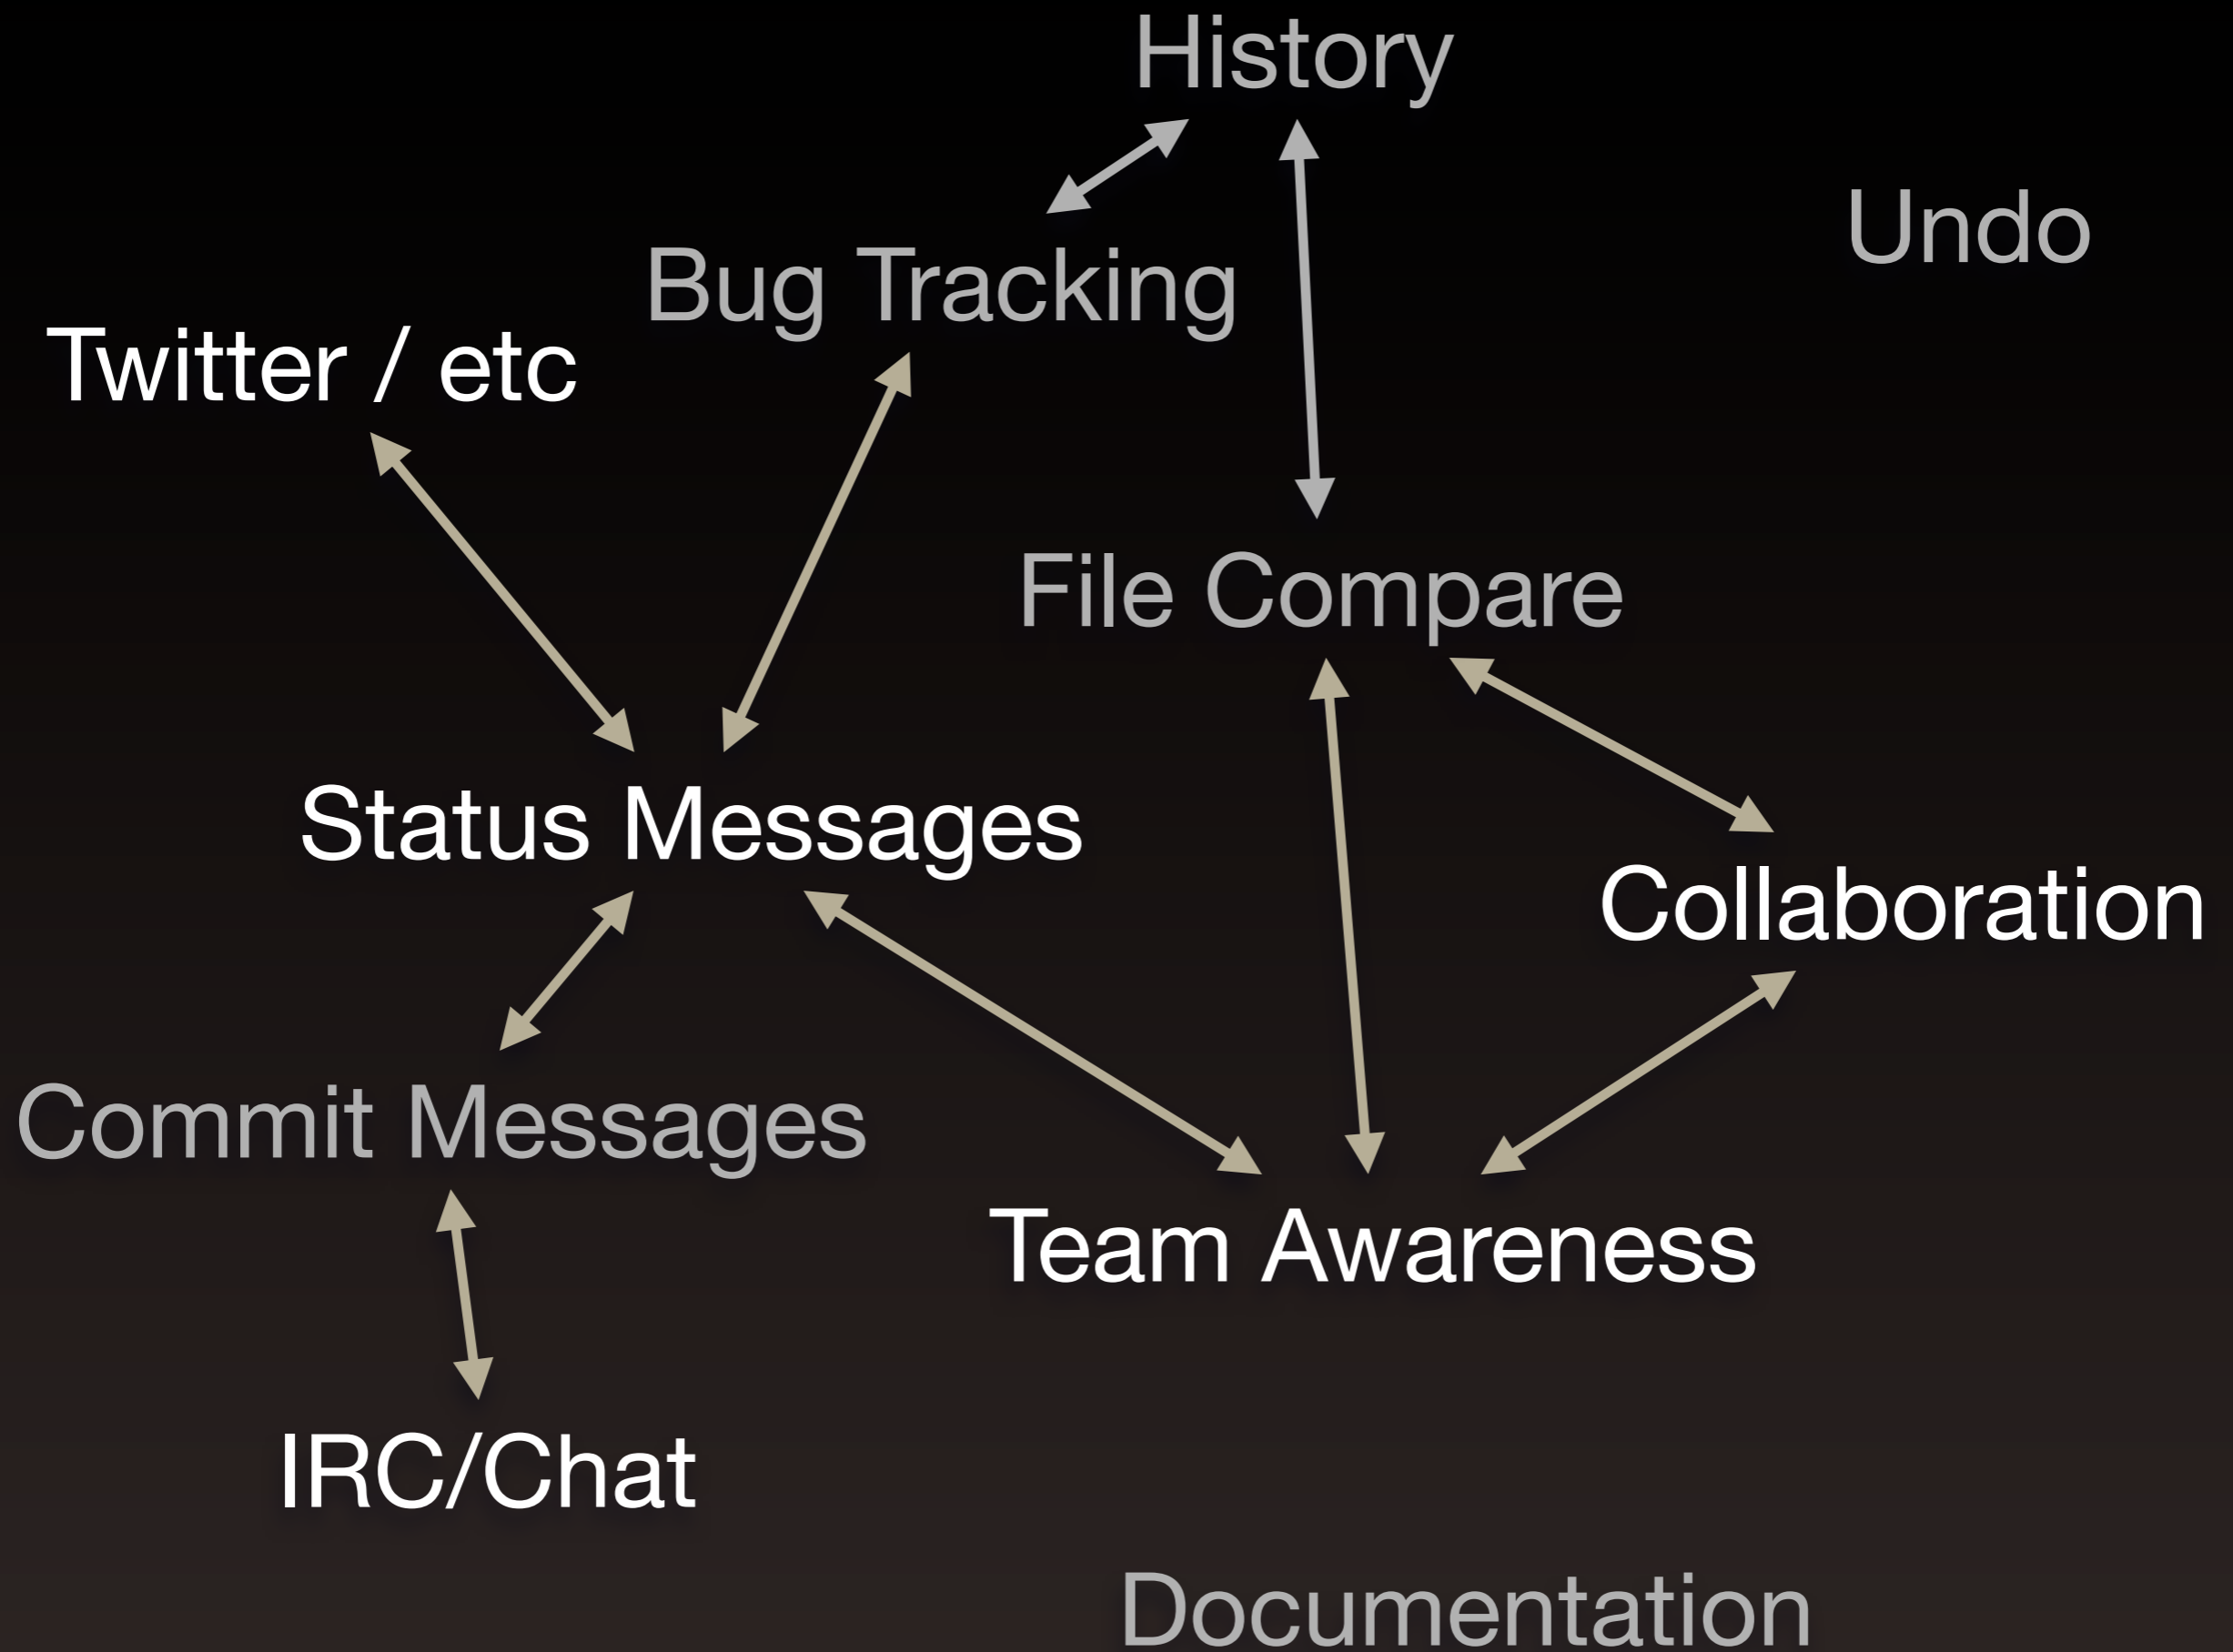 History
Undo
Bug Tracking
Twitter / etc
File Compare
Status Messages
Collaboration
Commit Messages
Team Awareness
IRC/Chat
Documentation